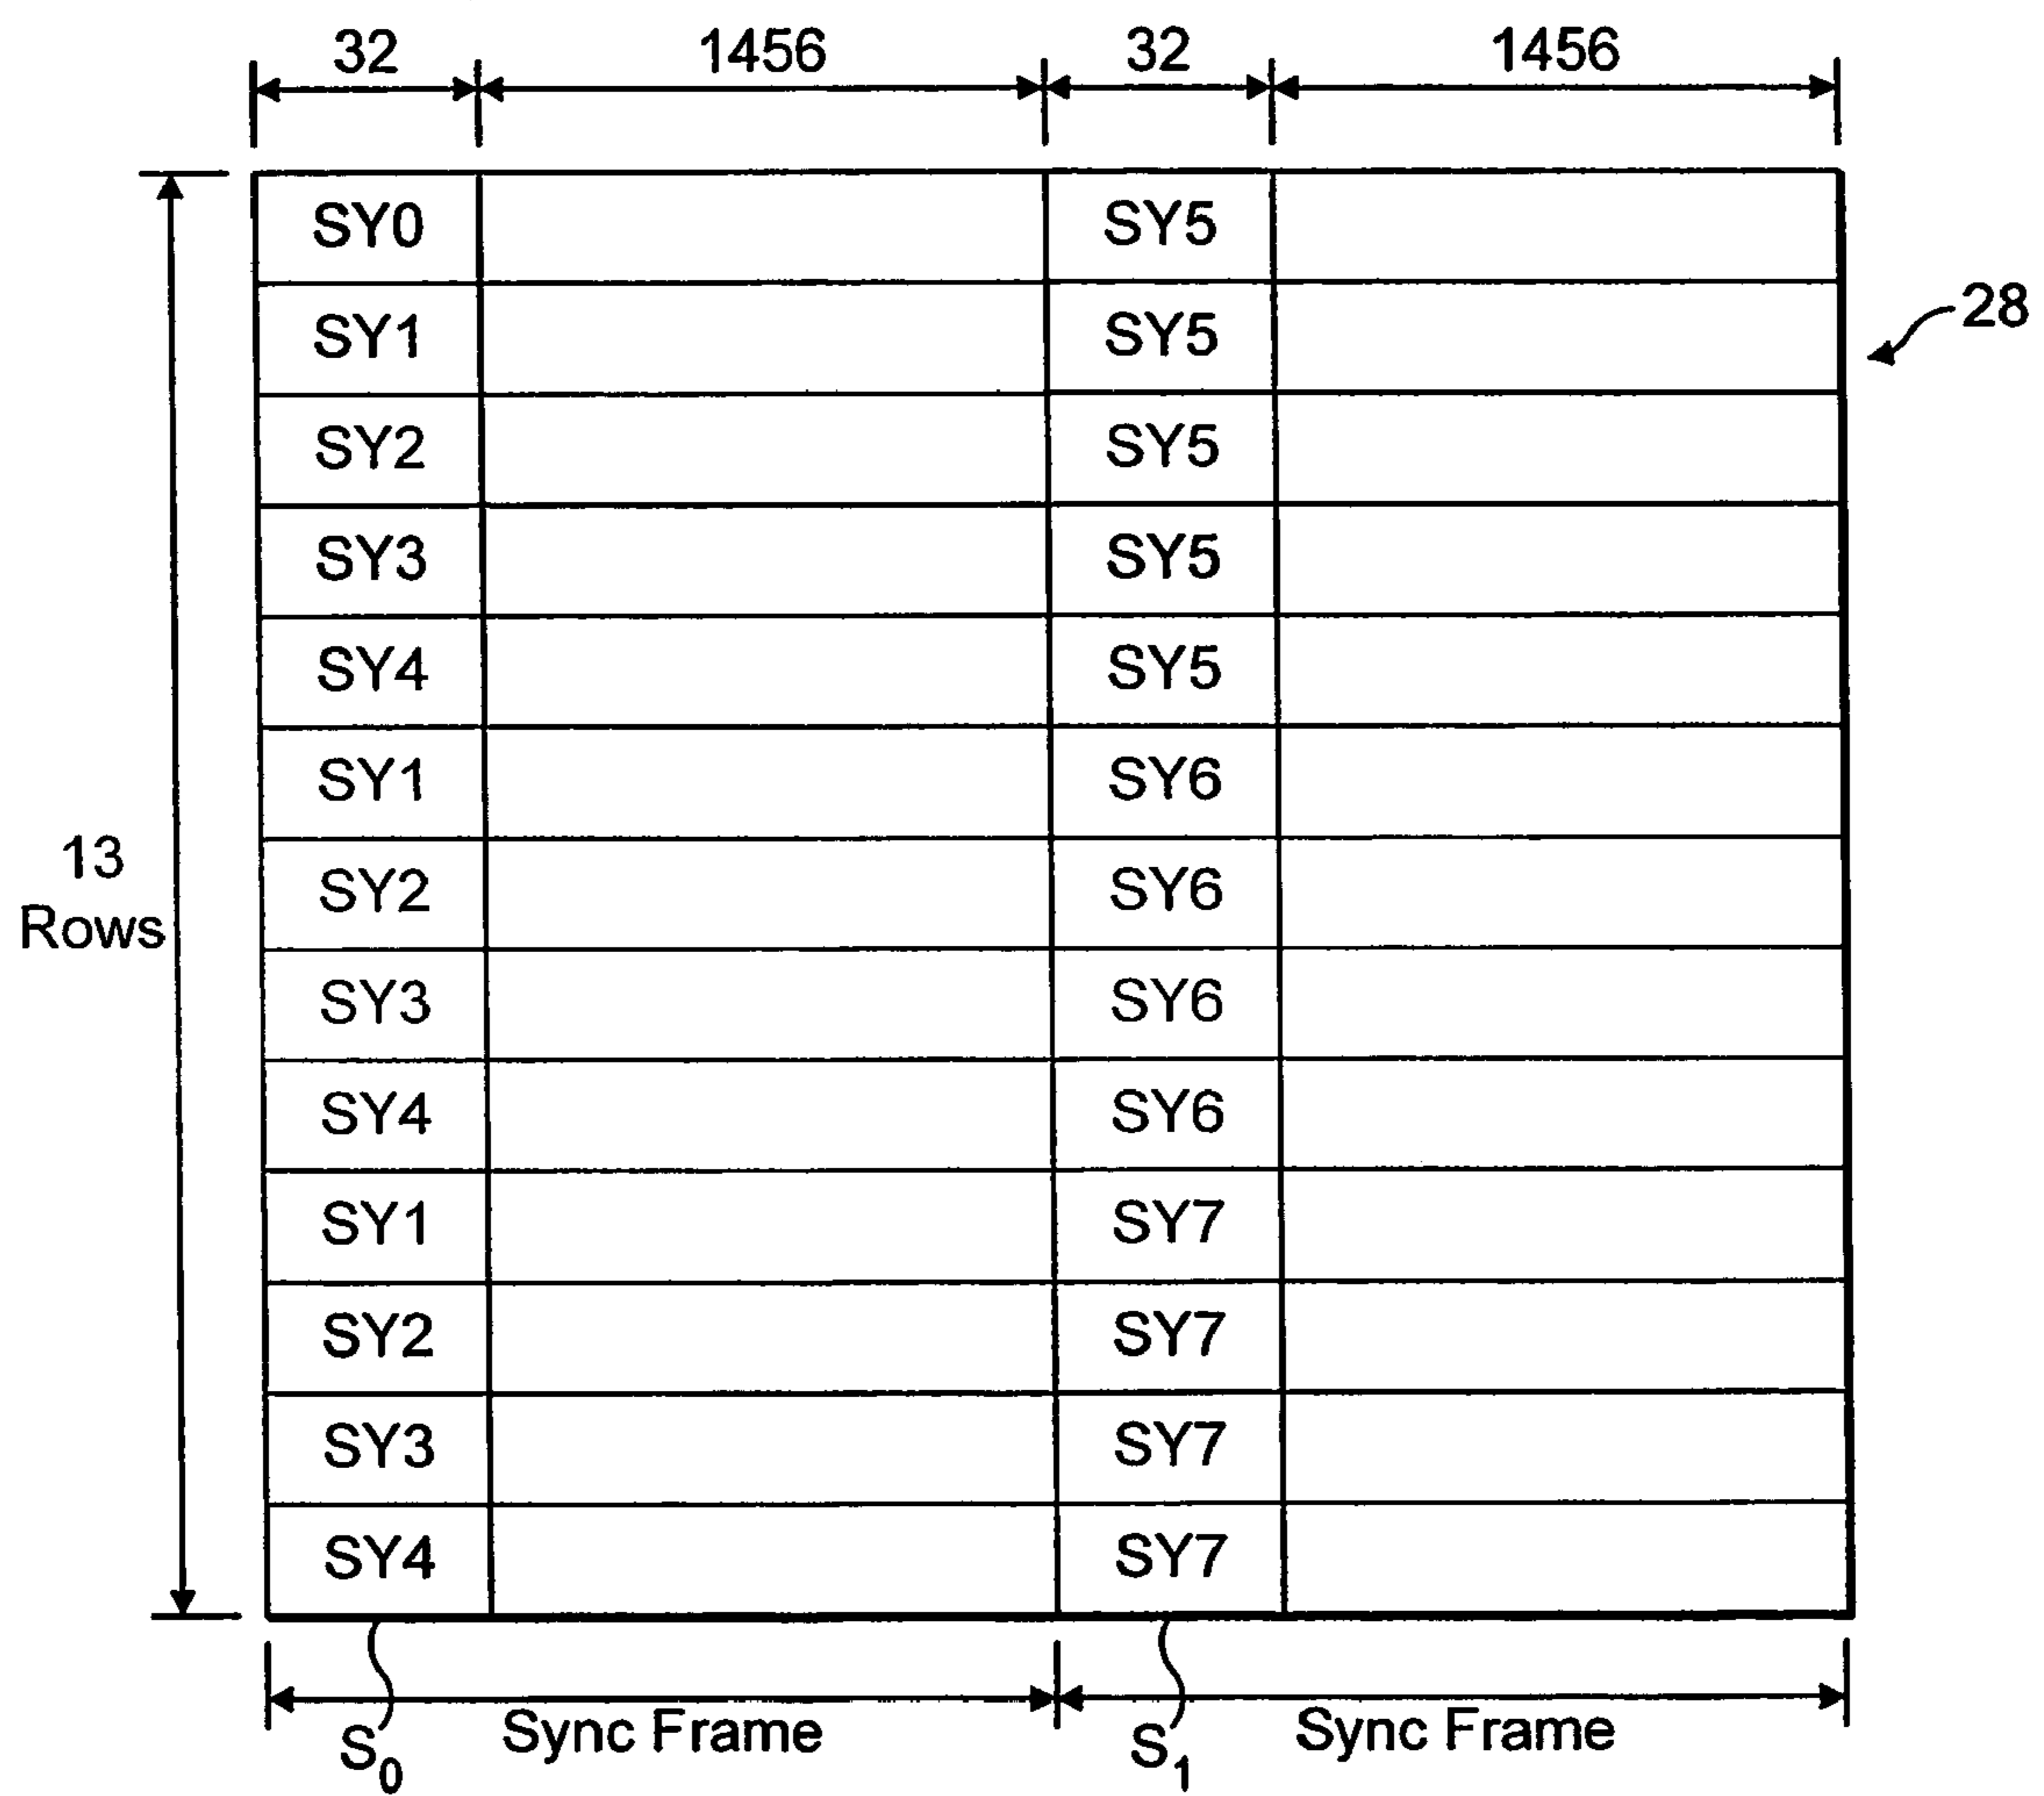 32 1456 32 1456
SY0 SY5
SY1 SY5
28
SY2 SY5
SY3 SY5
SY4 SY5
SY1 SY6
13
Rows
SY2 SY6
SY3 SY6
SY4 SY6
SY1 SY7
SY2 SY7
SY3 SY7
SY4 SY7
S0 Sync Frame S1 Sync Frame